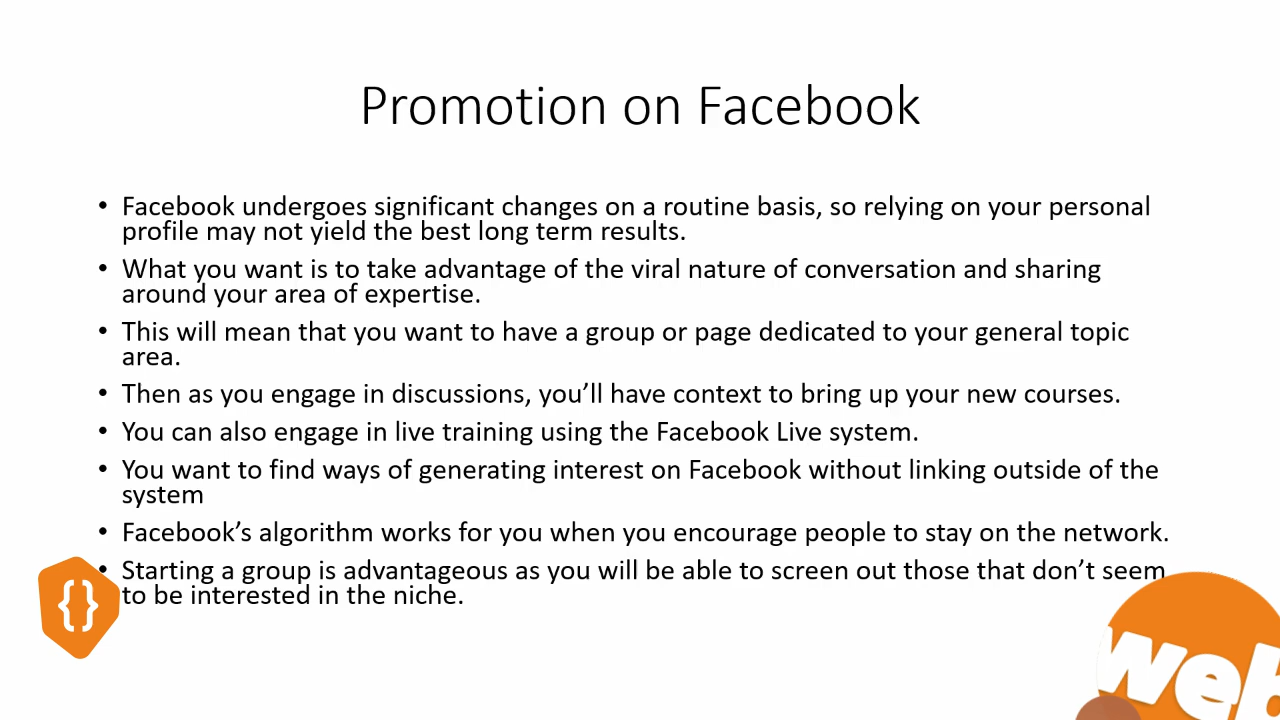 Promotion on Facebook
• Facebook undergoes significant changes on a routine basis, so relying on your personal
profile may not yield the best long term results.
• What you want is to take advantage of the viral nature of conversation and sharing
around your area of expertise.
• This will mean that you want to have a group or page dedicated to your general topic
area.
• Then as you engage in discussions, you’ll have context to bring up your new courses.
• You can also engage in live training using the Facebook Live system.
• You want to find ways of generating interest on Facebook without linking outside of the
system
• Facebook’s algorithm works for you when you encourage people to stay on the network.
• Starting a group is advantageous as you will be able to screen out those that don’t seem
to be interested in the niche.
{}
web